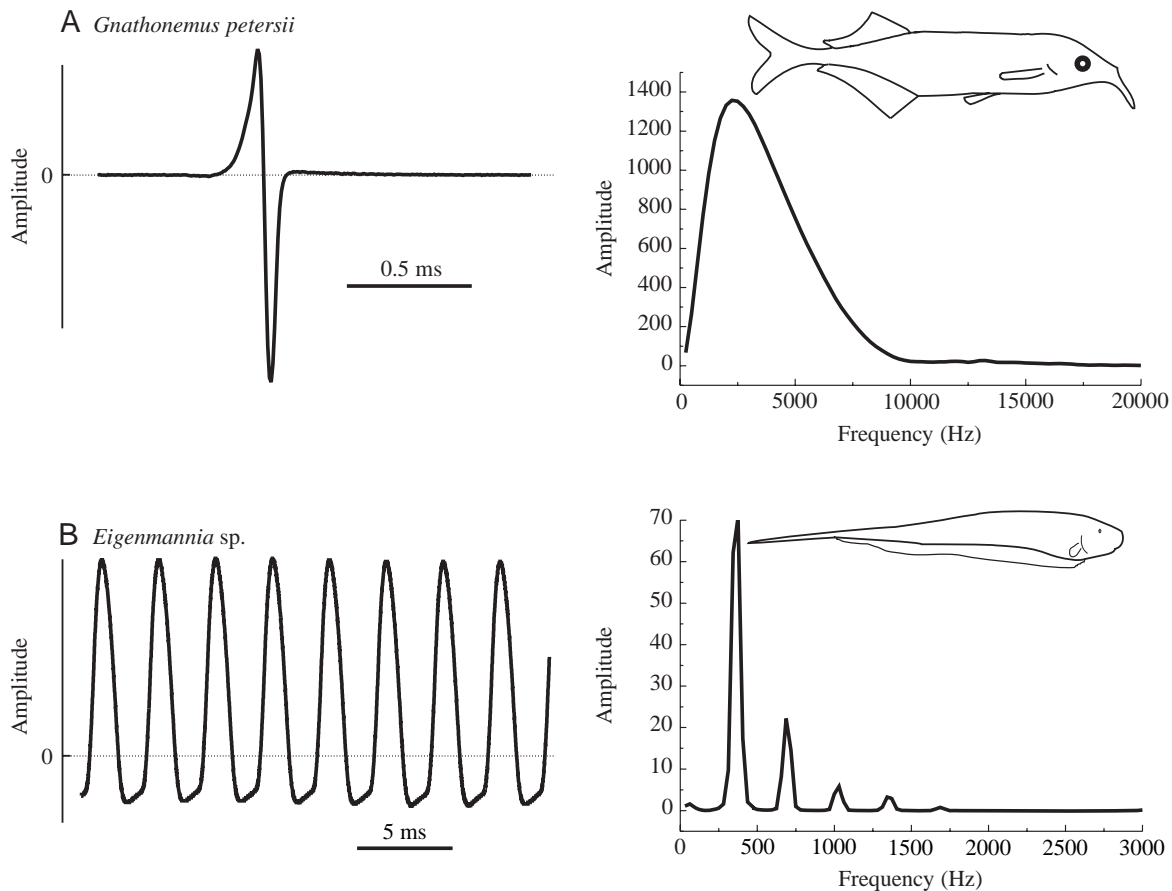 A Gnathonemus petersii
Amplitude
0
0.5 ms
Amplitude
1400
1200
1000
800
600
400
200
0
0 5000 10000 15000 20000
Frequency (Hz)
B Eigenmannia sp.
Amplitude
0
5 ms
Amplitude
70
60
50
40
30
20
10
0
0 500 1000 1500 2000 2500 3000
Frequency (Hz)